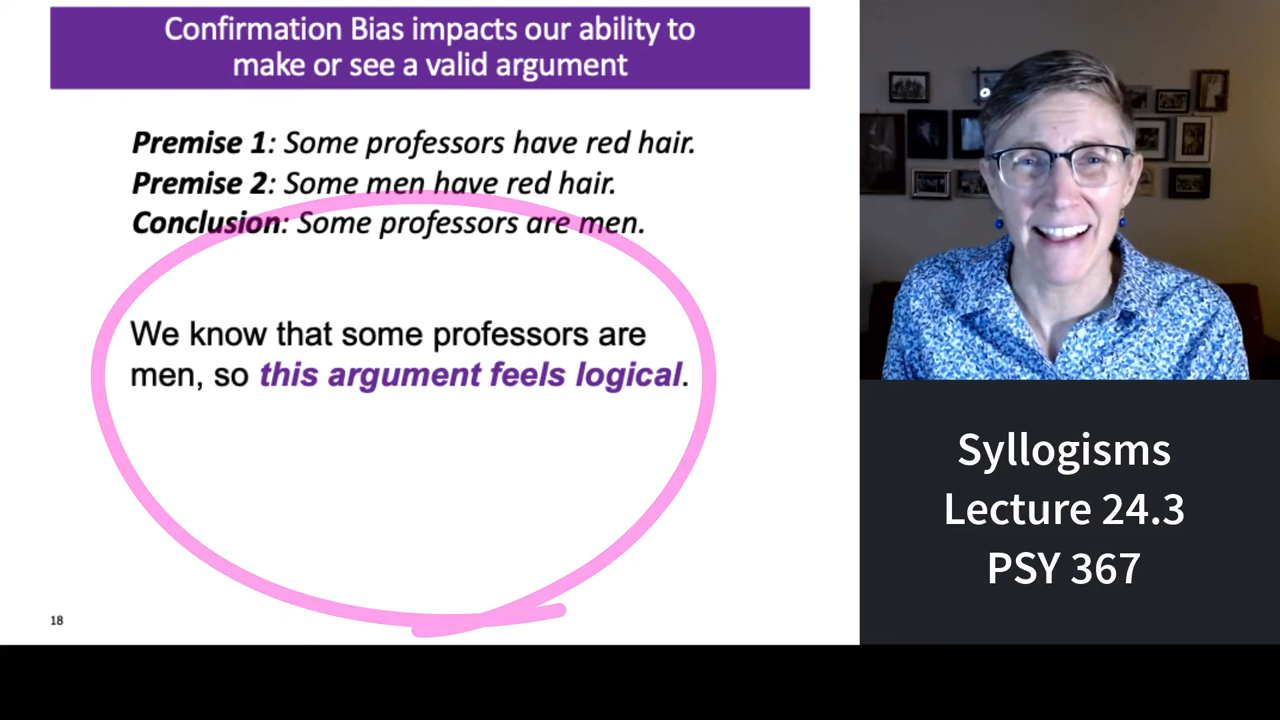 Confirmation Bias impacts our ability to
make or see a valid argument
Premise 1: Some professors have red hair.
Premise 2: Some men have red hair.
Conclusion: Some professors are men.
We know that some professors are
men, so this argument feels logical.
18
Syllogisms
Lecture 24.3
PSY 367